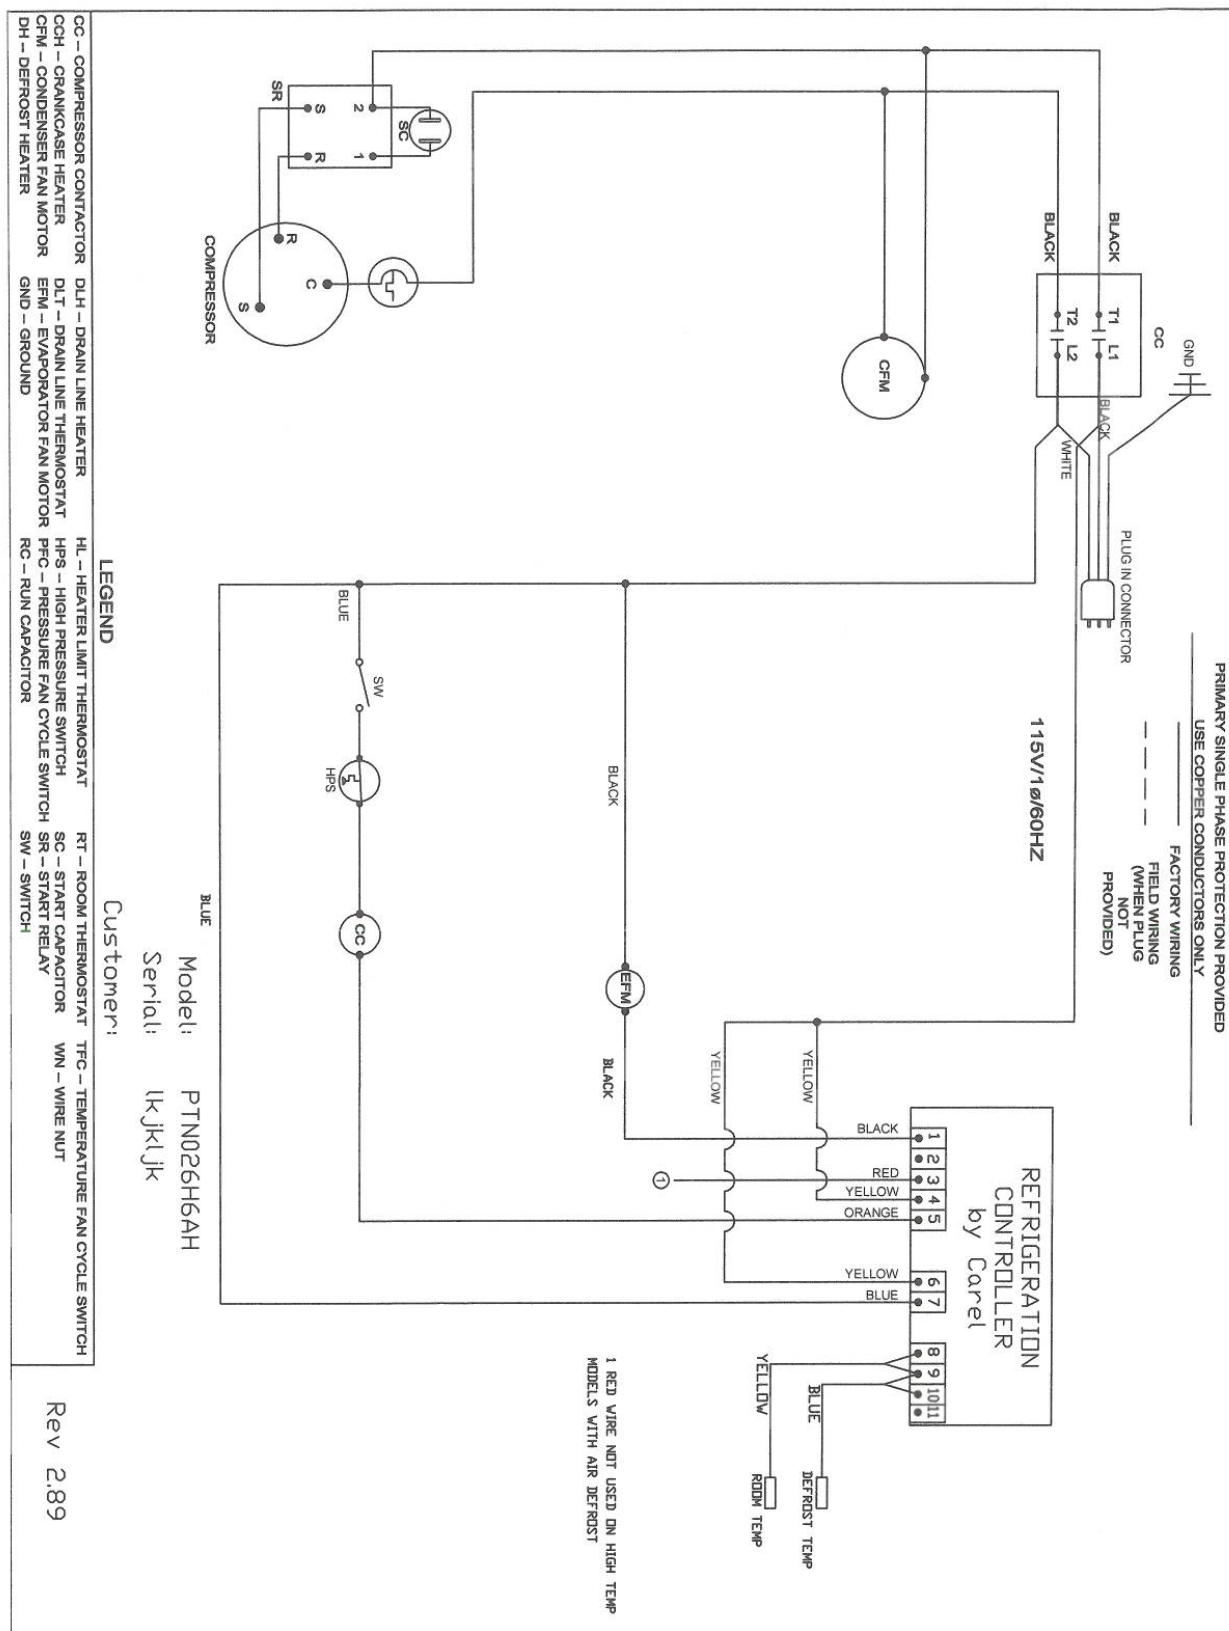 PRIMARY SINGLE PHASE PROTECTION PROVIDED
USE COPPER CONDUCTORS ONLY
FACTORY WIRING
FIELD WIRING
(WHEN PLUG
NOT
PROVIDED)
115V/1ø/60HZ
GND
PLUG IN CONNECTOR
CC
BLACK
T1
L1
BLACK
BLACK
T2
L2
WHITE
CFM
REFRIGERATION
CONTROLLER
by Carel
1
2
3
4
5
6
7
8
9
10
11
BLACK
RED
YELLOW
ORANGE
YELLOW
BLUE
YELLOW
YELLOW
1
BLUE
DEFROST TEMP
YELLOW
ROOM TEMP
1 RED WIRE NOT USED ON HIGH TEMP
MODELS WITH AIR DEFROST
BLACK
EFM
BLACK
BLUE
SW
HPS
CC
SC
2
1
S
R
SR
R
C
S
COMPRESSOR
BLUE
Model: PTN026H6AH
Serial: lkjkljk
Customer:
LEGEND
CC – COMPRESSOR CONTACTOR
CCH – CRANKCASE HEATER
CFM – CONDENSER FAN MOTOR
DH – DEFROST HEATER
DLH – DRAIN LINE HEATER
DLT – DRAIN LINE THERMOSTAT
EFM – EVAPORATOR FAN MOTOR
GND – GROUND
HL – HEATER LIMIT THERMOSTAT
HPS – HIGH PRESSURE SWITCH
PFC – PRESSURE FAN CYCLE SWITCH
RC – RUN CAPACITOR
RT – ROOM THERMOSTAT
SC – START CAPACITOR
SR – START RELAY
SW – SWITCH
TFC – TEMPERATURE FAN CYCLE SWITCH
WN – WIRE NUT
Rev 2.89